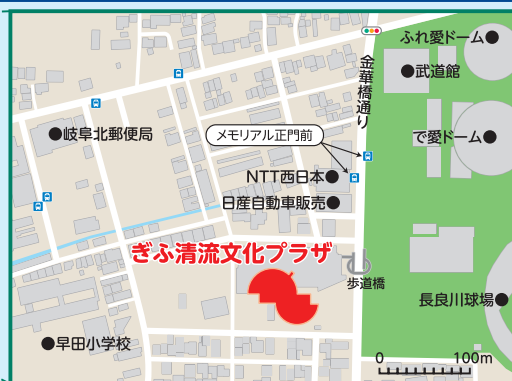 ふれ愛ドーム
金華橋通り
武道館
岐阜北郵便局
メモリアル正門前
で愛ドーム
NTT西日本
日産自動車販売
ぎふ清流文化プラザ
歩道橋
長良川球場
早田小学校
0 100m